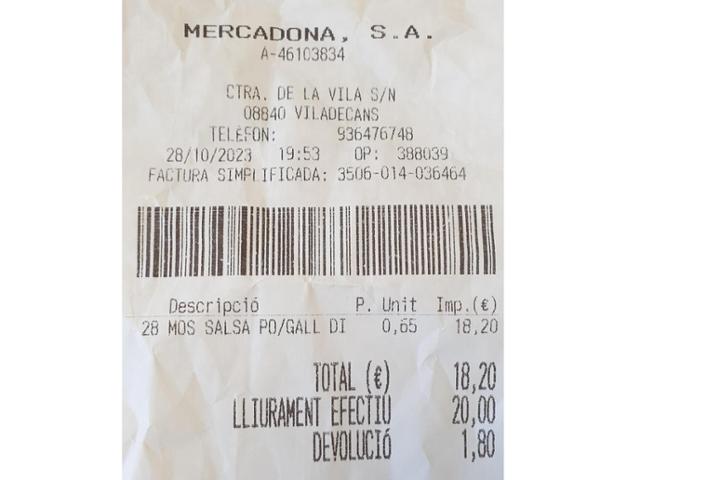 MERCADONA, S.A.
A-46103834
CTRA. DE LA VILA S/N
08840 VILADECANS
TELÈFON: 936476748
28/10/2023 19:53 OP: 388039
FACTURA SIMPLIFICADA: 3506-014-036464
Descripció P. Unit Imp.(€)
28 MOS SALSA PO/GALL DI 0,65 18,20
TOTAL (€) 18,20
LLIURAMENT EFECTIU 20,00
DEVOLUCIÓ 1,80